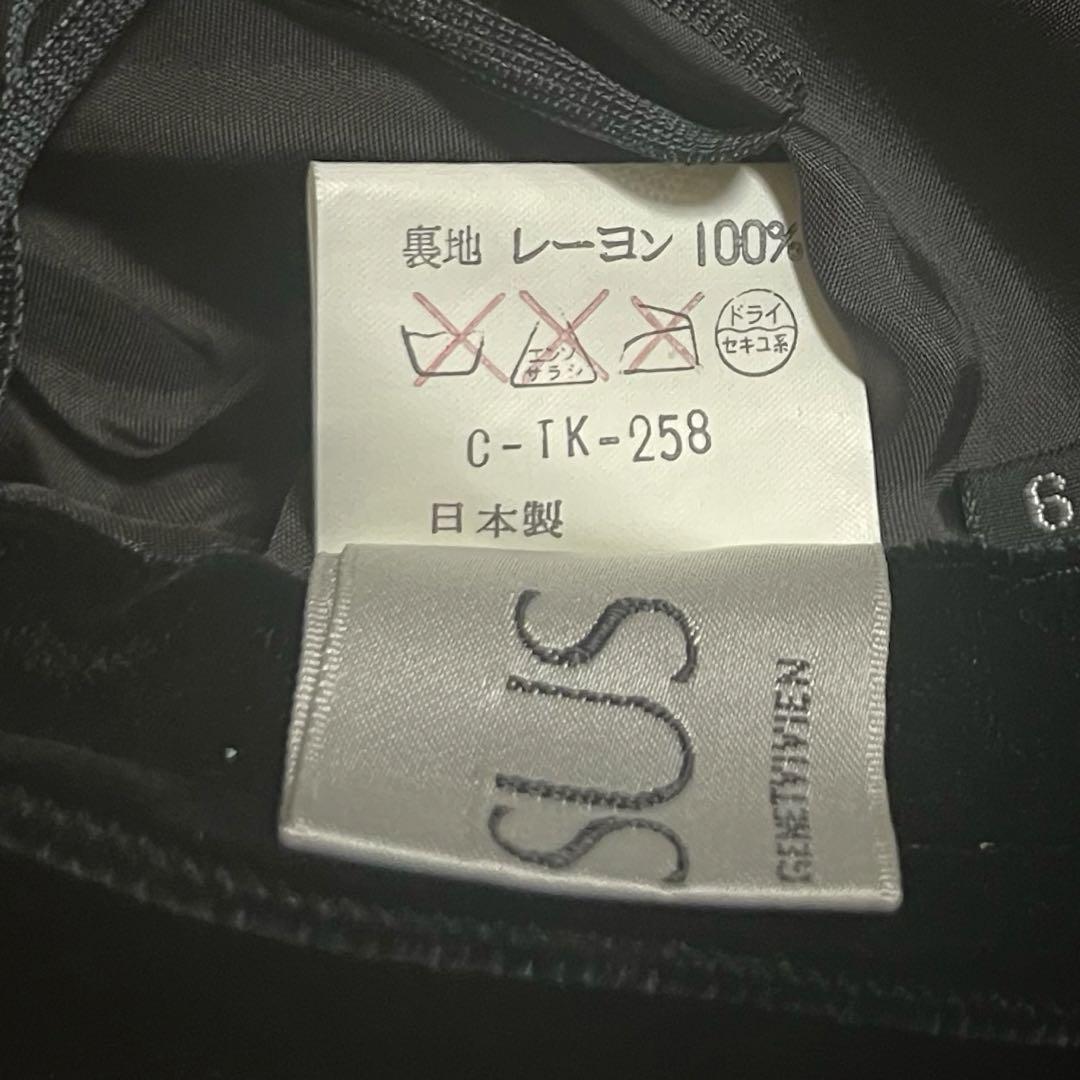 裏地 レーヨン 100%
エンソ
サラシ
ドライ
セキユ系
C-TK-258
日本製
SUS